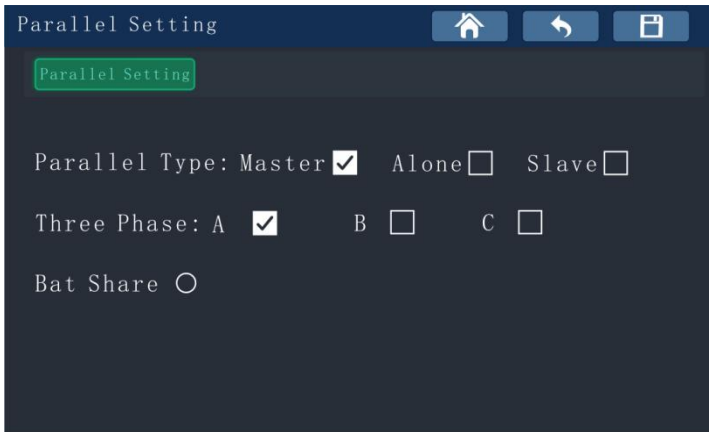 Parallel Setting
Parallel Setting
Parallel Type: Master Alone Slave
Three Phase: A B C
Bat Share